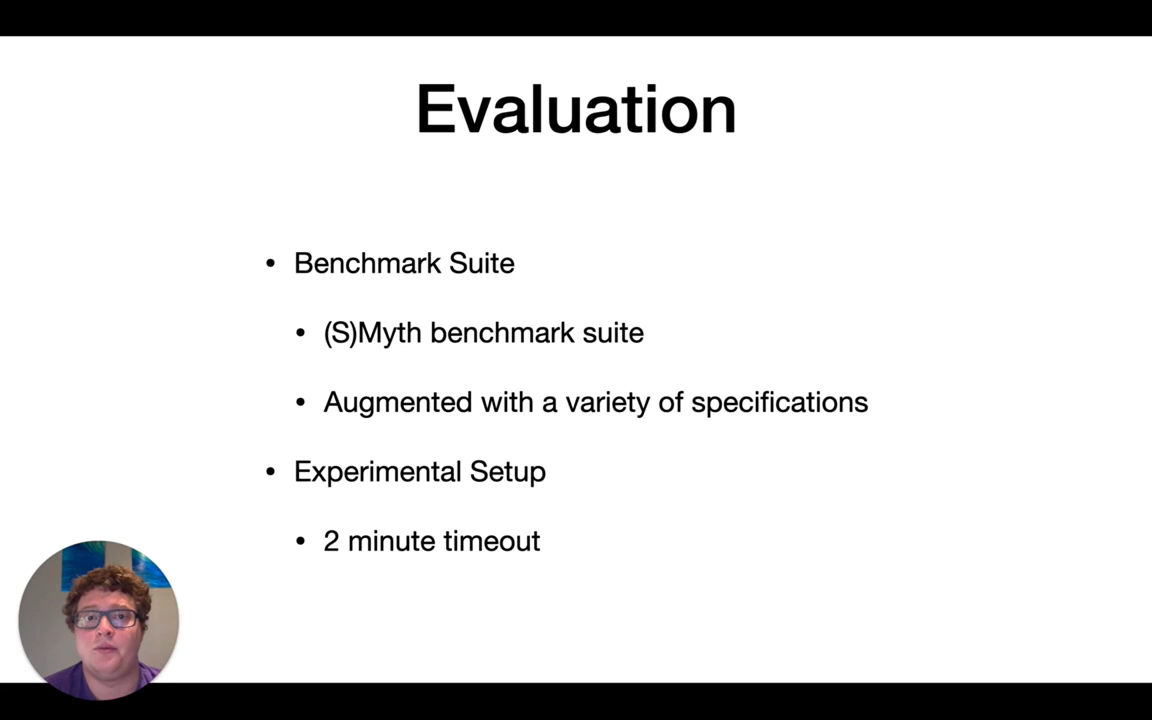 Evaluation
• Benchmark Suite
• (S)Myth benchmark suite
• Augmented with a variety of specifications
• Experimental Setup
• 2 minute timeout